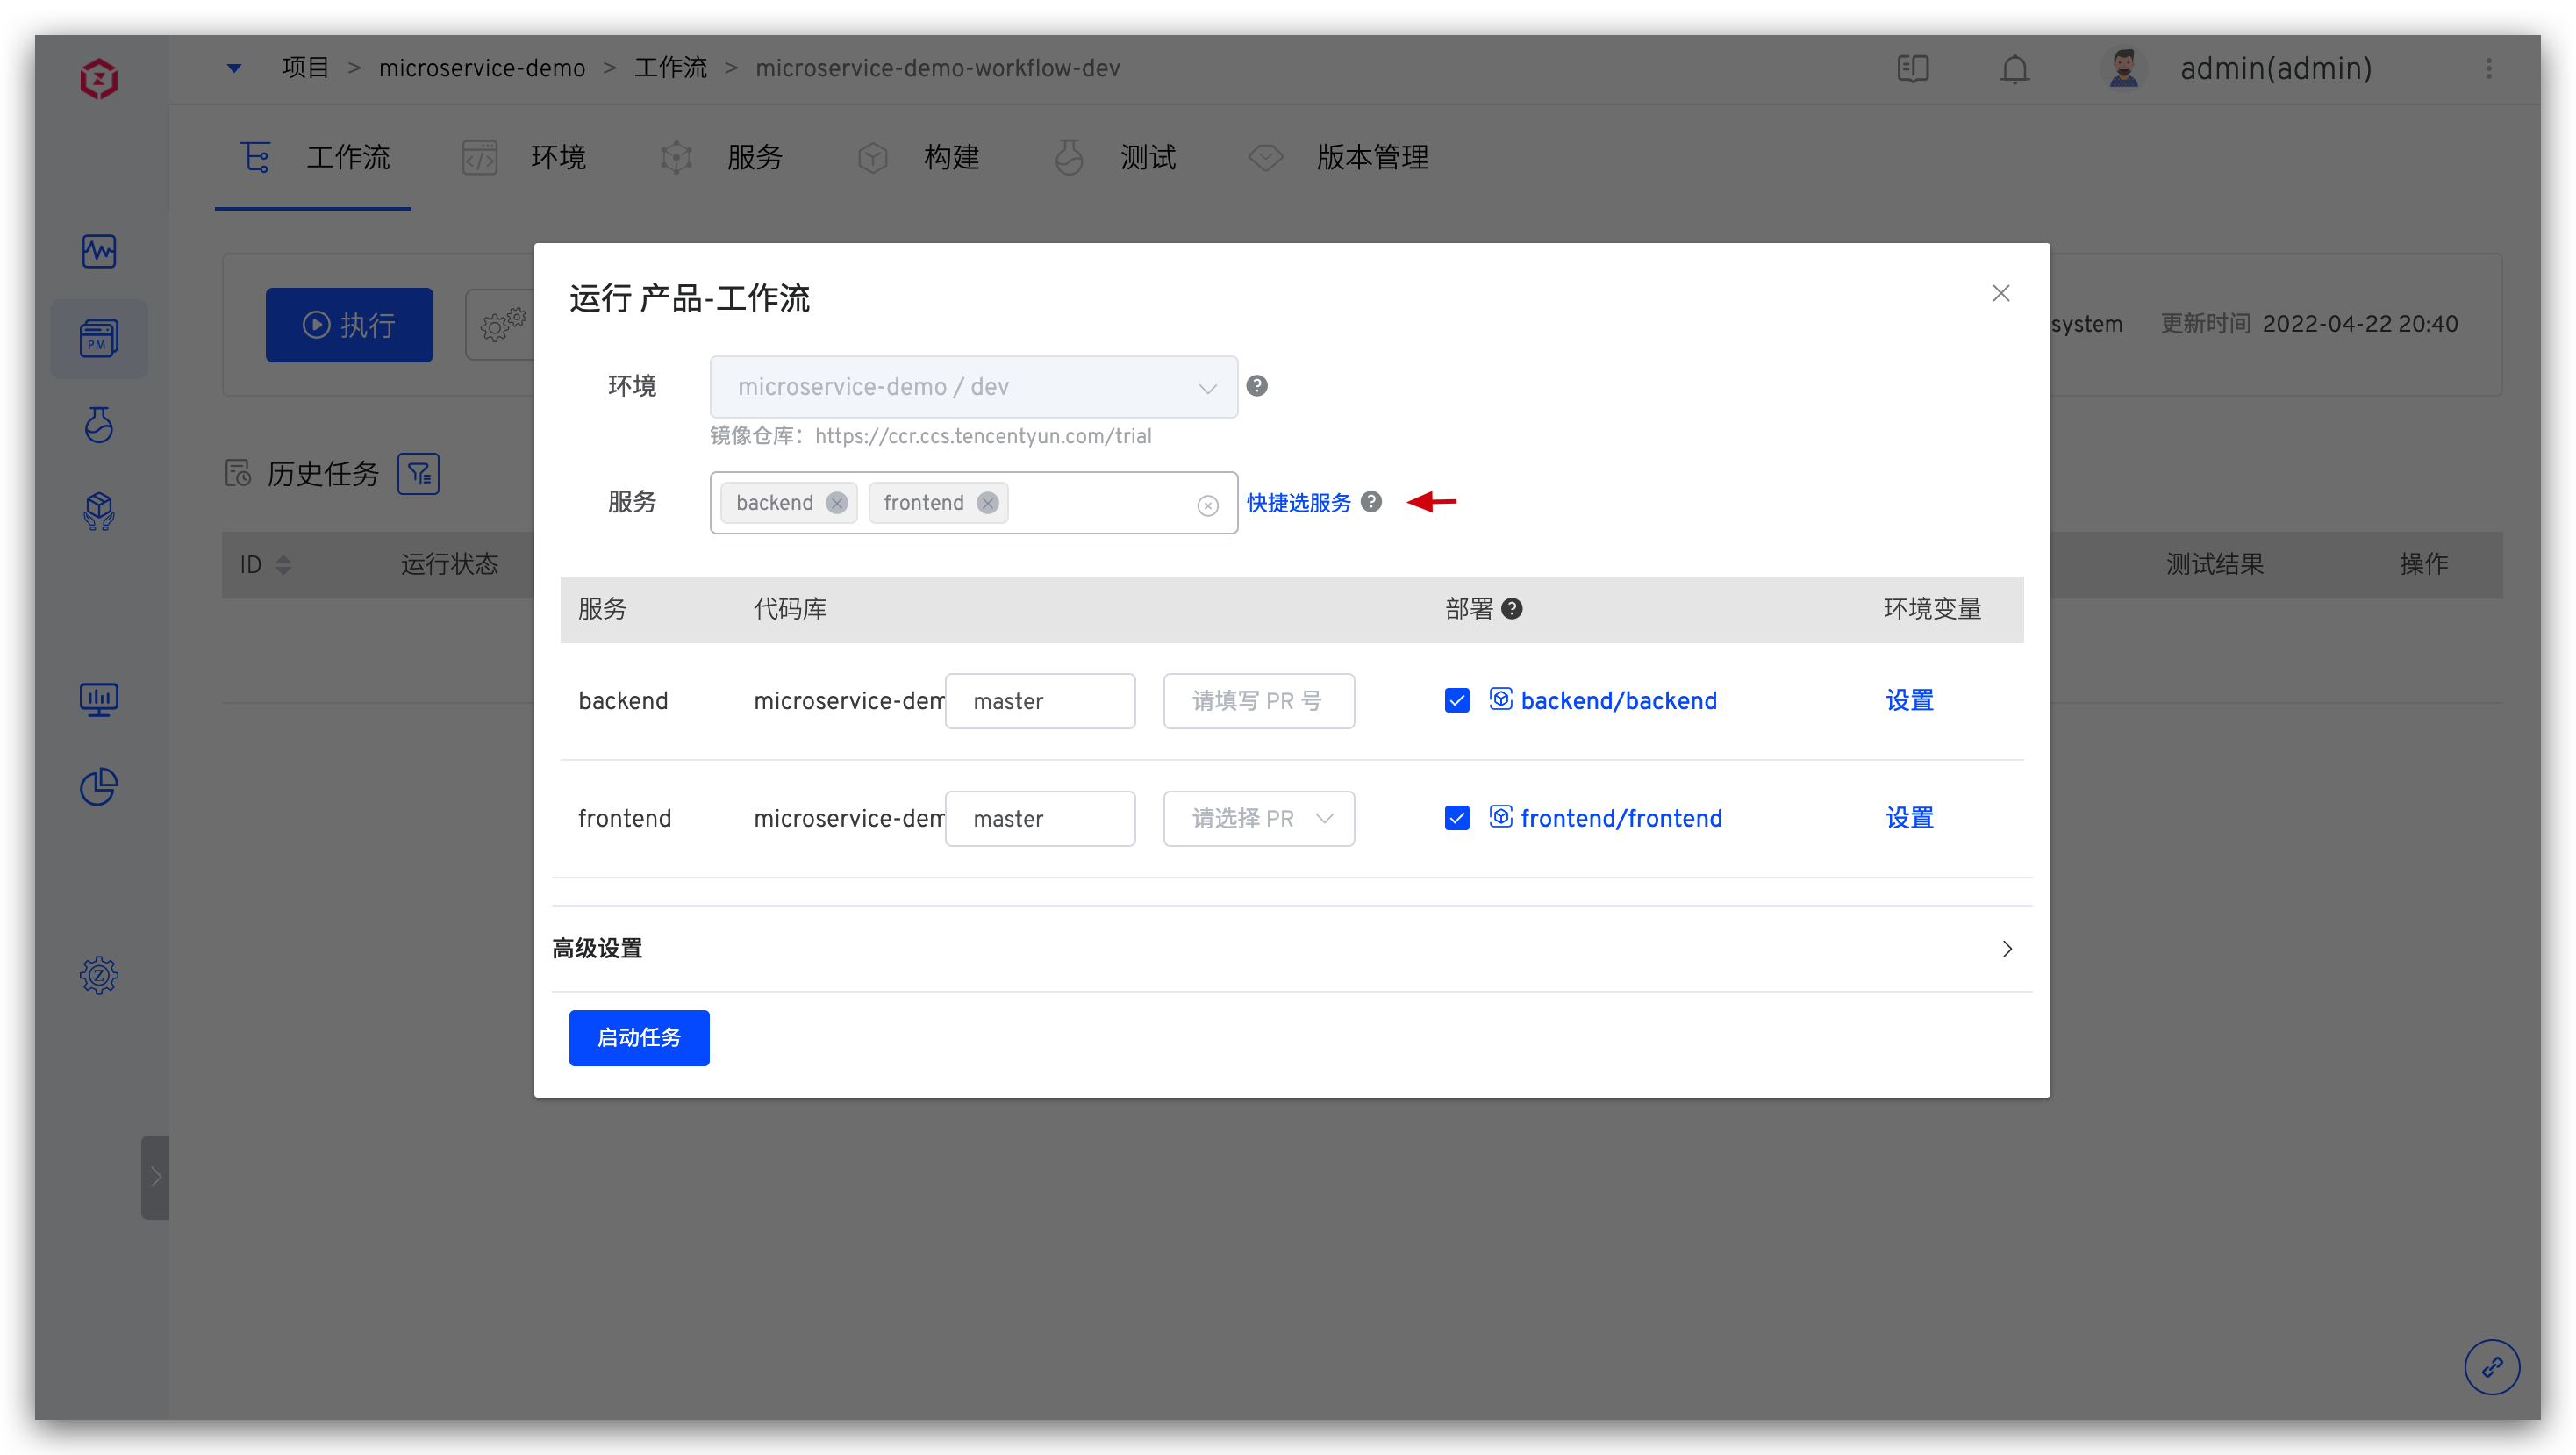 项目 > microservice-demo > 工作流 > microservice-demo-workflow-dev
admin(admin)
工作流 环境 服务 构建 测试 版本管理
PM
执行
system 更新时间 2022-04-22 20:40
运行 产品-工作流
环境 microservice-demo / dev
镜像仓库：https://ccr.ccs.tencentyun.com/trial
历史任务
服务 backend frontend 快捷选服务
ID 运行状态 测试结果 操作
服务 代码库 部署 环境变量
backend microservice-dem master 请填写 PR 号 backend/backend 设置
frontend microservice-dem master 请选择 PR frontend/frontend 设置
高级设置
启动任务